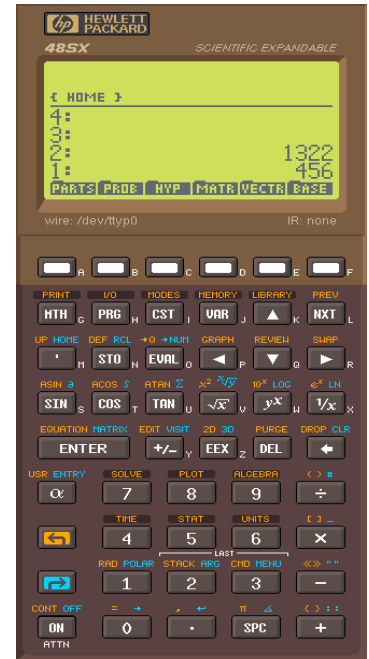 hp HEWLETT
PACKARD
48SX SCIENTIFIC EXPANDABLE
{ HOME }
4:
3:
2: 1322
1: 456
PARTS PROB HYP MATR VECTR BASE
wire: /dev/ttyp0 IR: none
A B C D E F
PRINT I/O MODES MEMORY LIBRARY PREV
MTH G PRG H CST I VAR J ▲ K NXT L
UP HOME DEF RCL →Q →NUM GRAPH REVIEW SWAP
' M STO N EVAL O ◀ P ▼ Q ▶ R
ASIN ∂ ACOS ∫ ATAN Σ x² ˣ√y 10ˣ LOG eˣ LN
SIN S COS T TAN U √x V yˣ W 1/x X
EQUATION MATRIX EDIT VISIT 2D 3D PURGE DROP CLR
ENTER +/- Y EEX Z DEL ←
USR ENTRY SOLVE PLOT ALGEBRA ( ) #
α 7 8 9 ÷
TIME STAT UNITS [ ] _
4 5 6 ×
LAST
RAD POLAR STACK ARG CMD MENU «» " "
1 2 3 −
CONT OFF = → , ↵ π ∠ { } : :
ON 0 . SPC +
ATTN